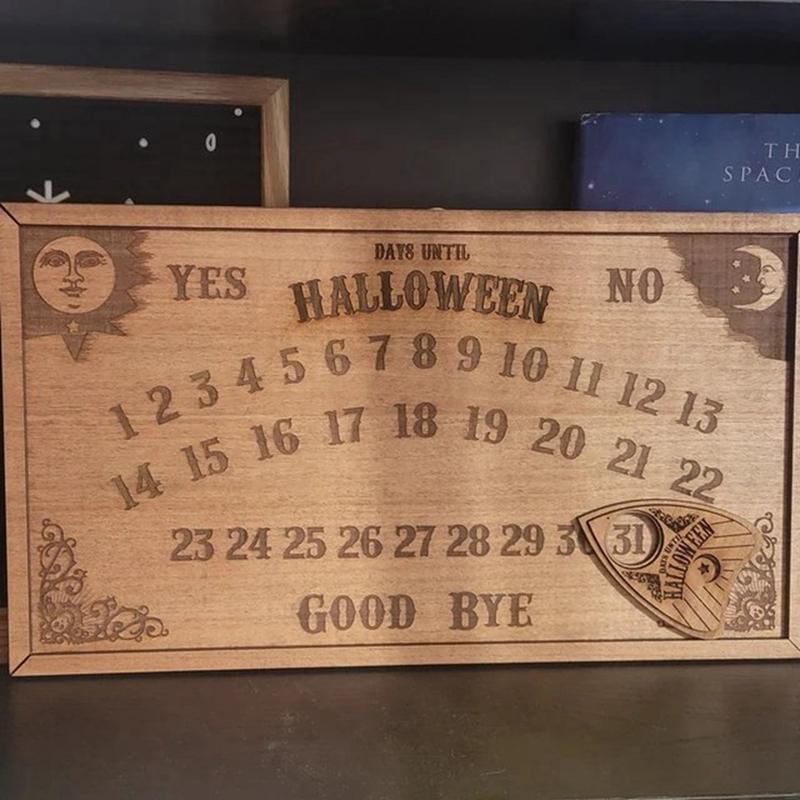 TH
SPAC
DAYS UNTIL
YES HALLOWEEN NO
1 2 3 4 5 6 7 8 9 10 11 12 13
14 15 16 17 18 19 20 21 22
23 24 25 26 27 28 29 30 31
DAYS UNTIL
HALLOWEEN
GOOD BYE